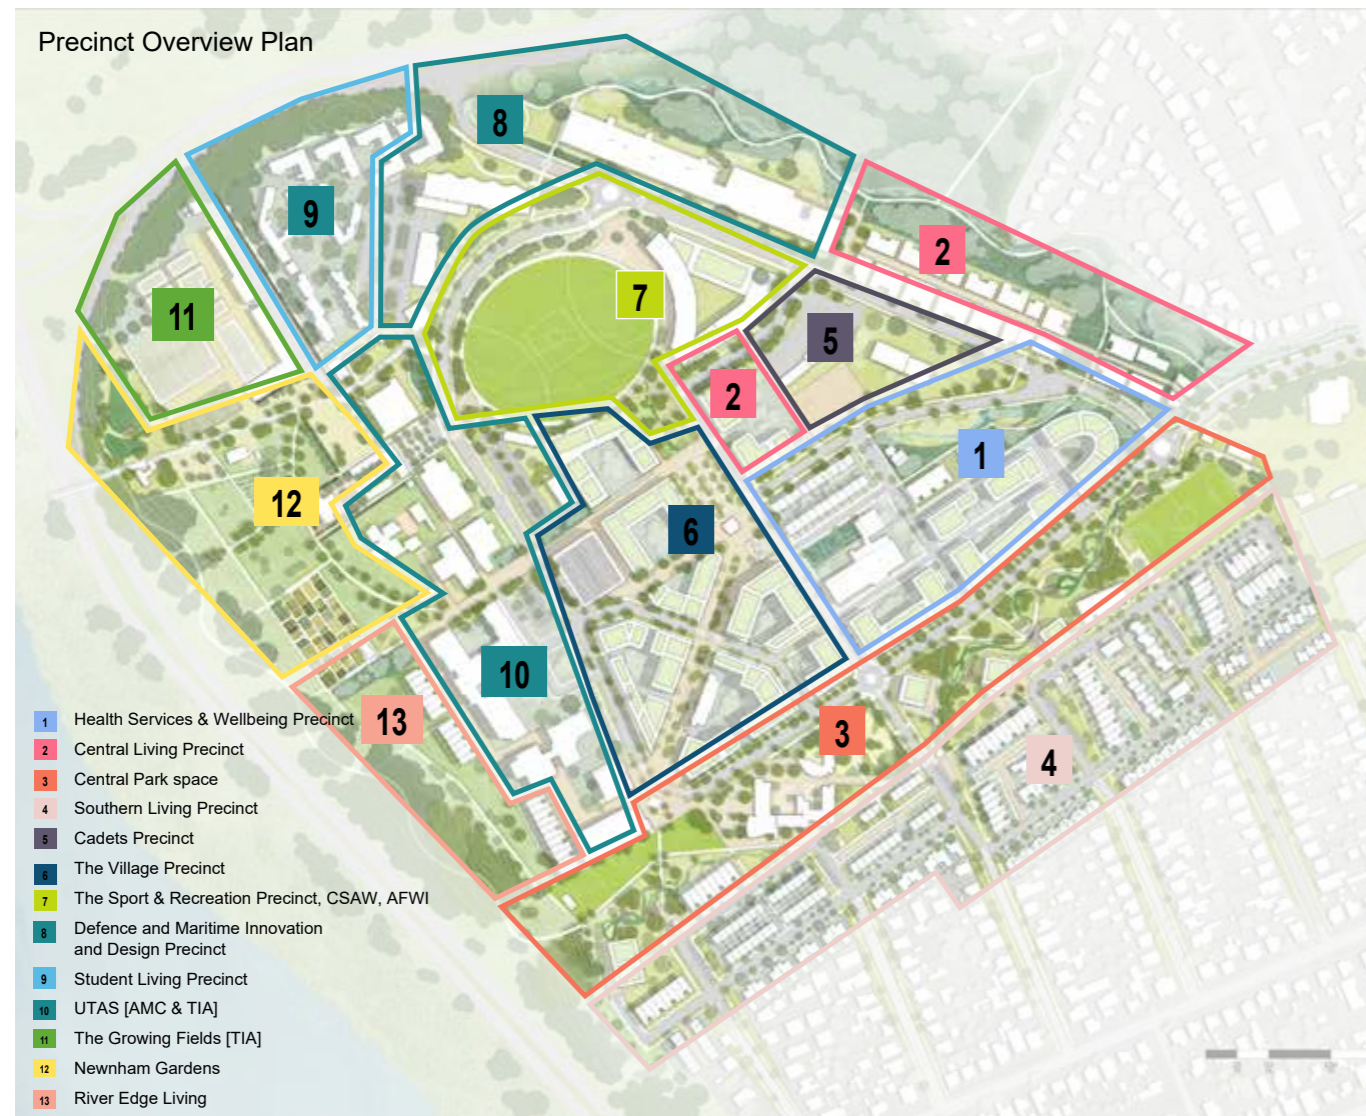 Precinct Overview Plan
8
9
2
11
7
5
2
1
12
6
10
13
3
4
1 Health Services & Wellbeing Precinct
2 Central Living Precinct
3 Central Park space
4 Southern Living Precinct
5 Cadets Precinct
6 The Village Precinct
7 The Sport & Recreation Precinct, CSAW, AFWI
8 Defence and Maritime Innovation
and Design Precinct
9 Student Living Precinct
10 UTAS [AMC & TIA]
11 The Growing Fields [TIA]
12 Newnham Gardens
13 River Edge Living